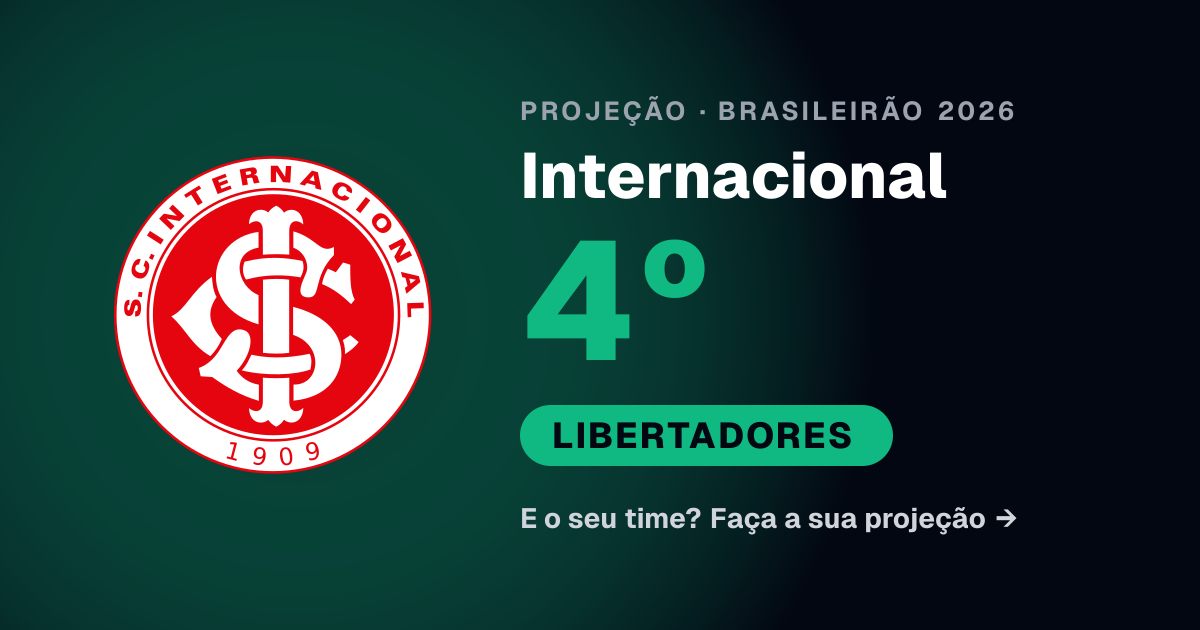 S.C. INTERNACIONAL
1909
PROJEÇÃO · BRASILEIRÃO 2026
Internacional
4º
LIBERTADORES
E o seu time? Faça a sua projeção →